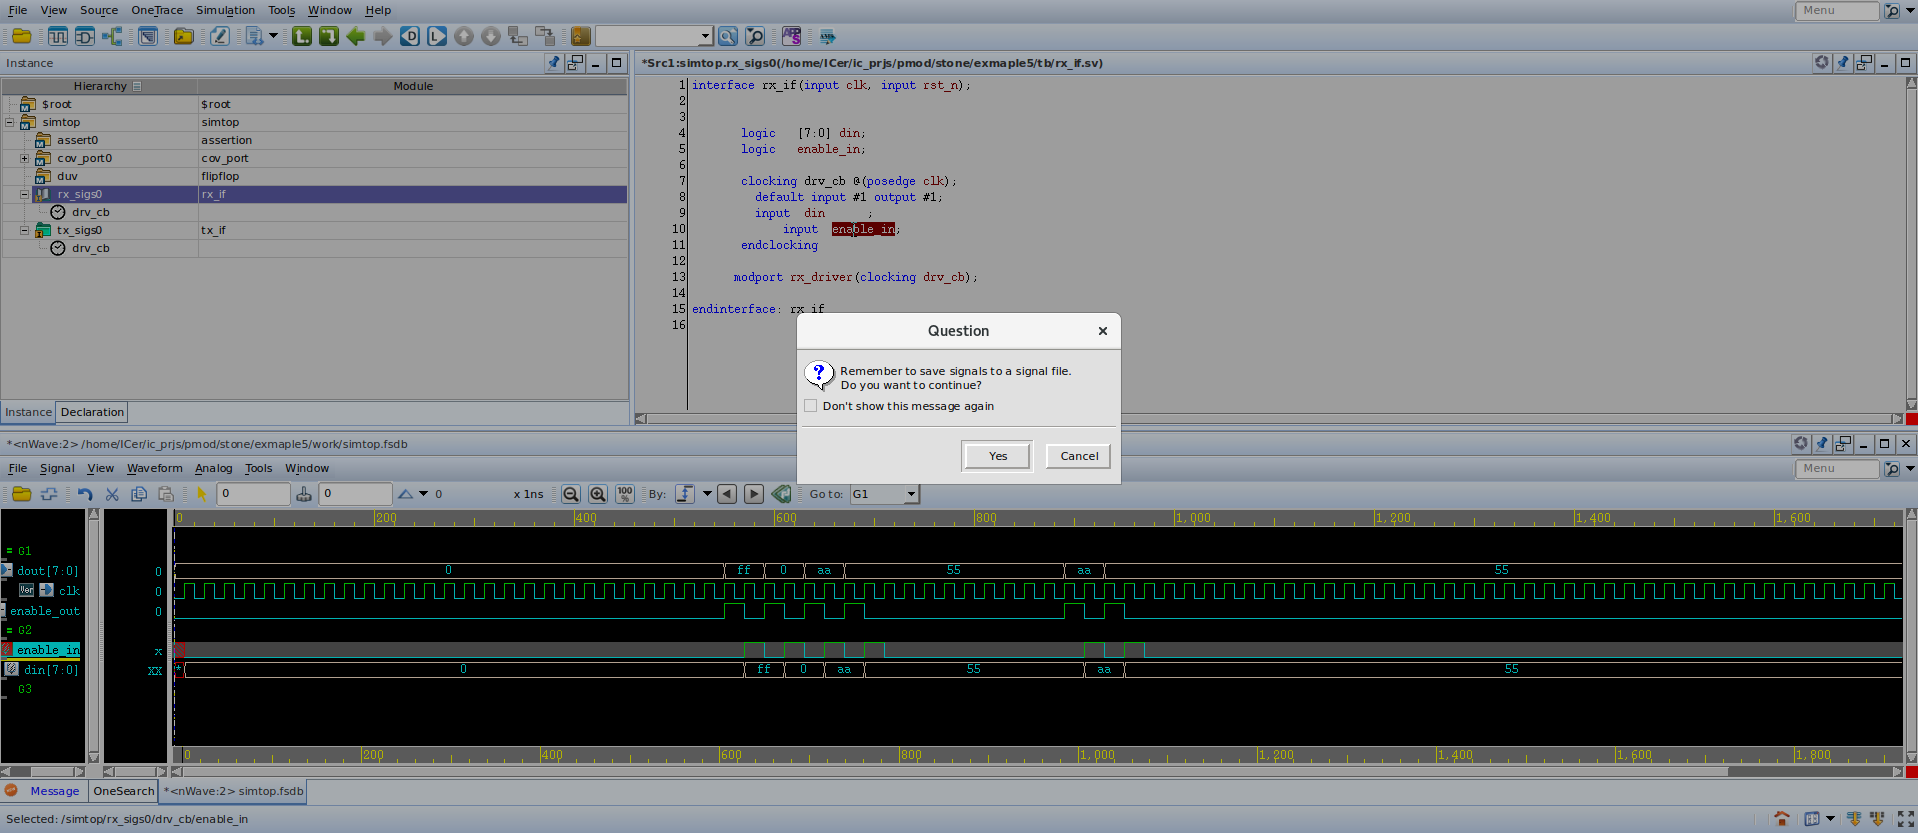 File View Source OneTrace Simulation Tools Window Help
Menu
Instance
Hierarchy Module
$root $root
simtop simtop
assert0 assertion
cov_port0 cov_port
duv flipflop
rx_sigs0 rx_if
drv_cb
tx_sigs0 tx_if
drv_cb
Instance Declaration
*Src1:simtop.rx_sigs0(/home/ICer/ic_prjs/pmod/stone/exmaple5/tb/rx_if.sv)
1 interface rx_if(input clk, input rst_n);
2
3
4 logic [7:0] din;
5 logic enable_in;
6
7 clocking drv_cb @(posedge clk);
8 default input #1 output #1;
9 input din ;
10 input enable_in;
11 endclocking
12
13 modport rx_driver(clocking drv_cb);
14
15 endinterface: rx_if
16
Question
Remember to save signals to a signal file.
Do you want to continue?
Don't show this message again
Yes Cancel
*<nWave:2> /home/ICer/ic_prjs/pmod/stone/exmaple5/work/simtop.fsdb
File Signal View Waveform Analog Tools Window
Menu
0 0 0 x 1ns 100% By: Go to: G1
0 200 400 600 800 1,000 1,200 1,400 1,600
= G1
dout[7:0] 0 0 ff 0 aa 55 aa 55
Ver clk 0
enable_out 0
= G2
enable_in x
din[7:0] XX * 0 ff 0 aa 55 aa 55
G3
0 200 400 600 800 1,000 1,200 1,400 1,600 1,800
Message OneSearch *<nWave:2> simtop.fsdb
Selected: /simtop/rx_sigs0/drv_cb/enable_in